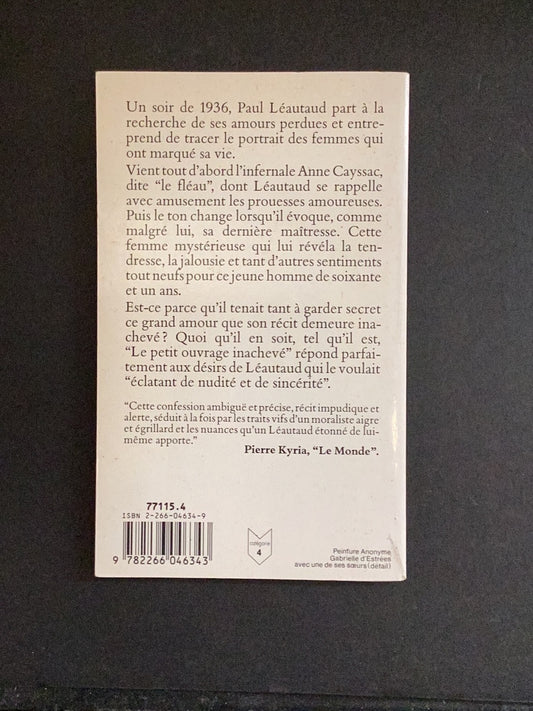 Un soir de 1936, Paul Léautaud part à la
recherche de ses amours perdues et entre-
prend de tracer le portrait des femmes qui
ont marqué sa vie.
Vient tout d'abord l'infernale Anne Cayssac,
dite "le fléau", dont Léautaud se rappelle
avec amusement les prouesses amoureuses.
Puis le ton change lorsqu'il évoque, comme
malgré lui, sa dernière maîtresse. Cette
femme mystérieuse qui lui révéla la ten-
dresse, la jalousie et tant d'autres sentiments
tout neufs pour ce jeune homme de soixante
et un ans.
Est-ce parce qu'il tenait tant à garder secret
ce grand amour que son récit demeure ina-
chevé ? Quoi qu'il en soit, tel qu'il est,
"Le petit ouvrage inachevé" répond parfai-
tement aux désirs de Léautaud qui le voulait
"éclatant de nudité et de sincérité".
"Cette confession ambiguë et précise, récit impudique et
alerte, séduit à la fois par les traits vifs d'un moraliste aigre
et égrillard et les nuances qu'un Léautaud étonné de lui-
même apporte."
Pierre Kyria, "Le Monde".
77115.4
ISBN 2-266-04634-9
9 782266 046343
catégorie
4
Peinture Anonyme
Gabrielle d'Estrées
avec une de ses sœurs (détail)